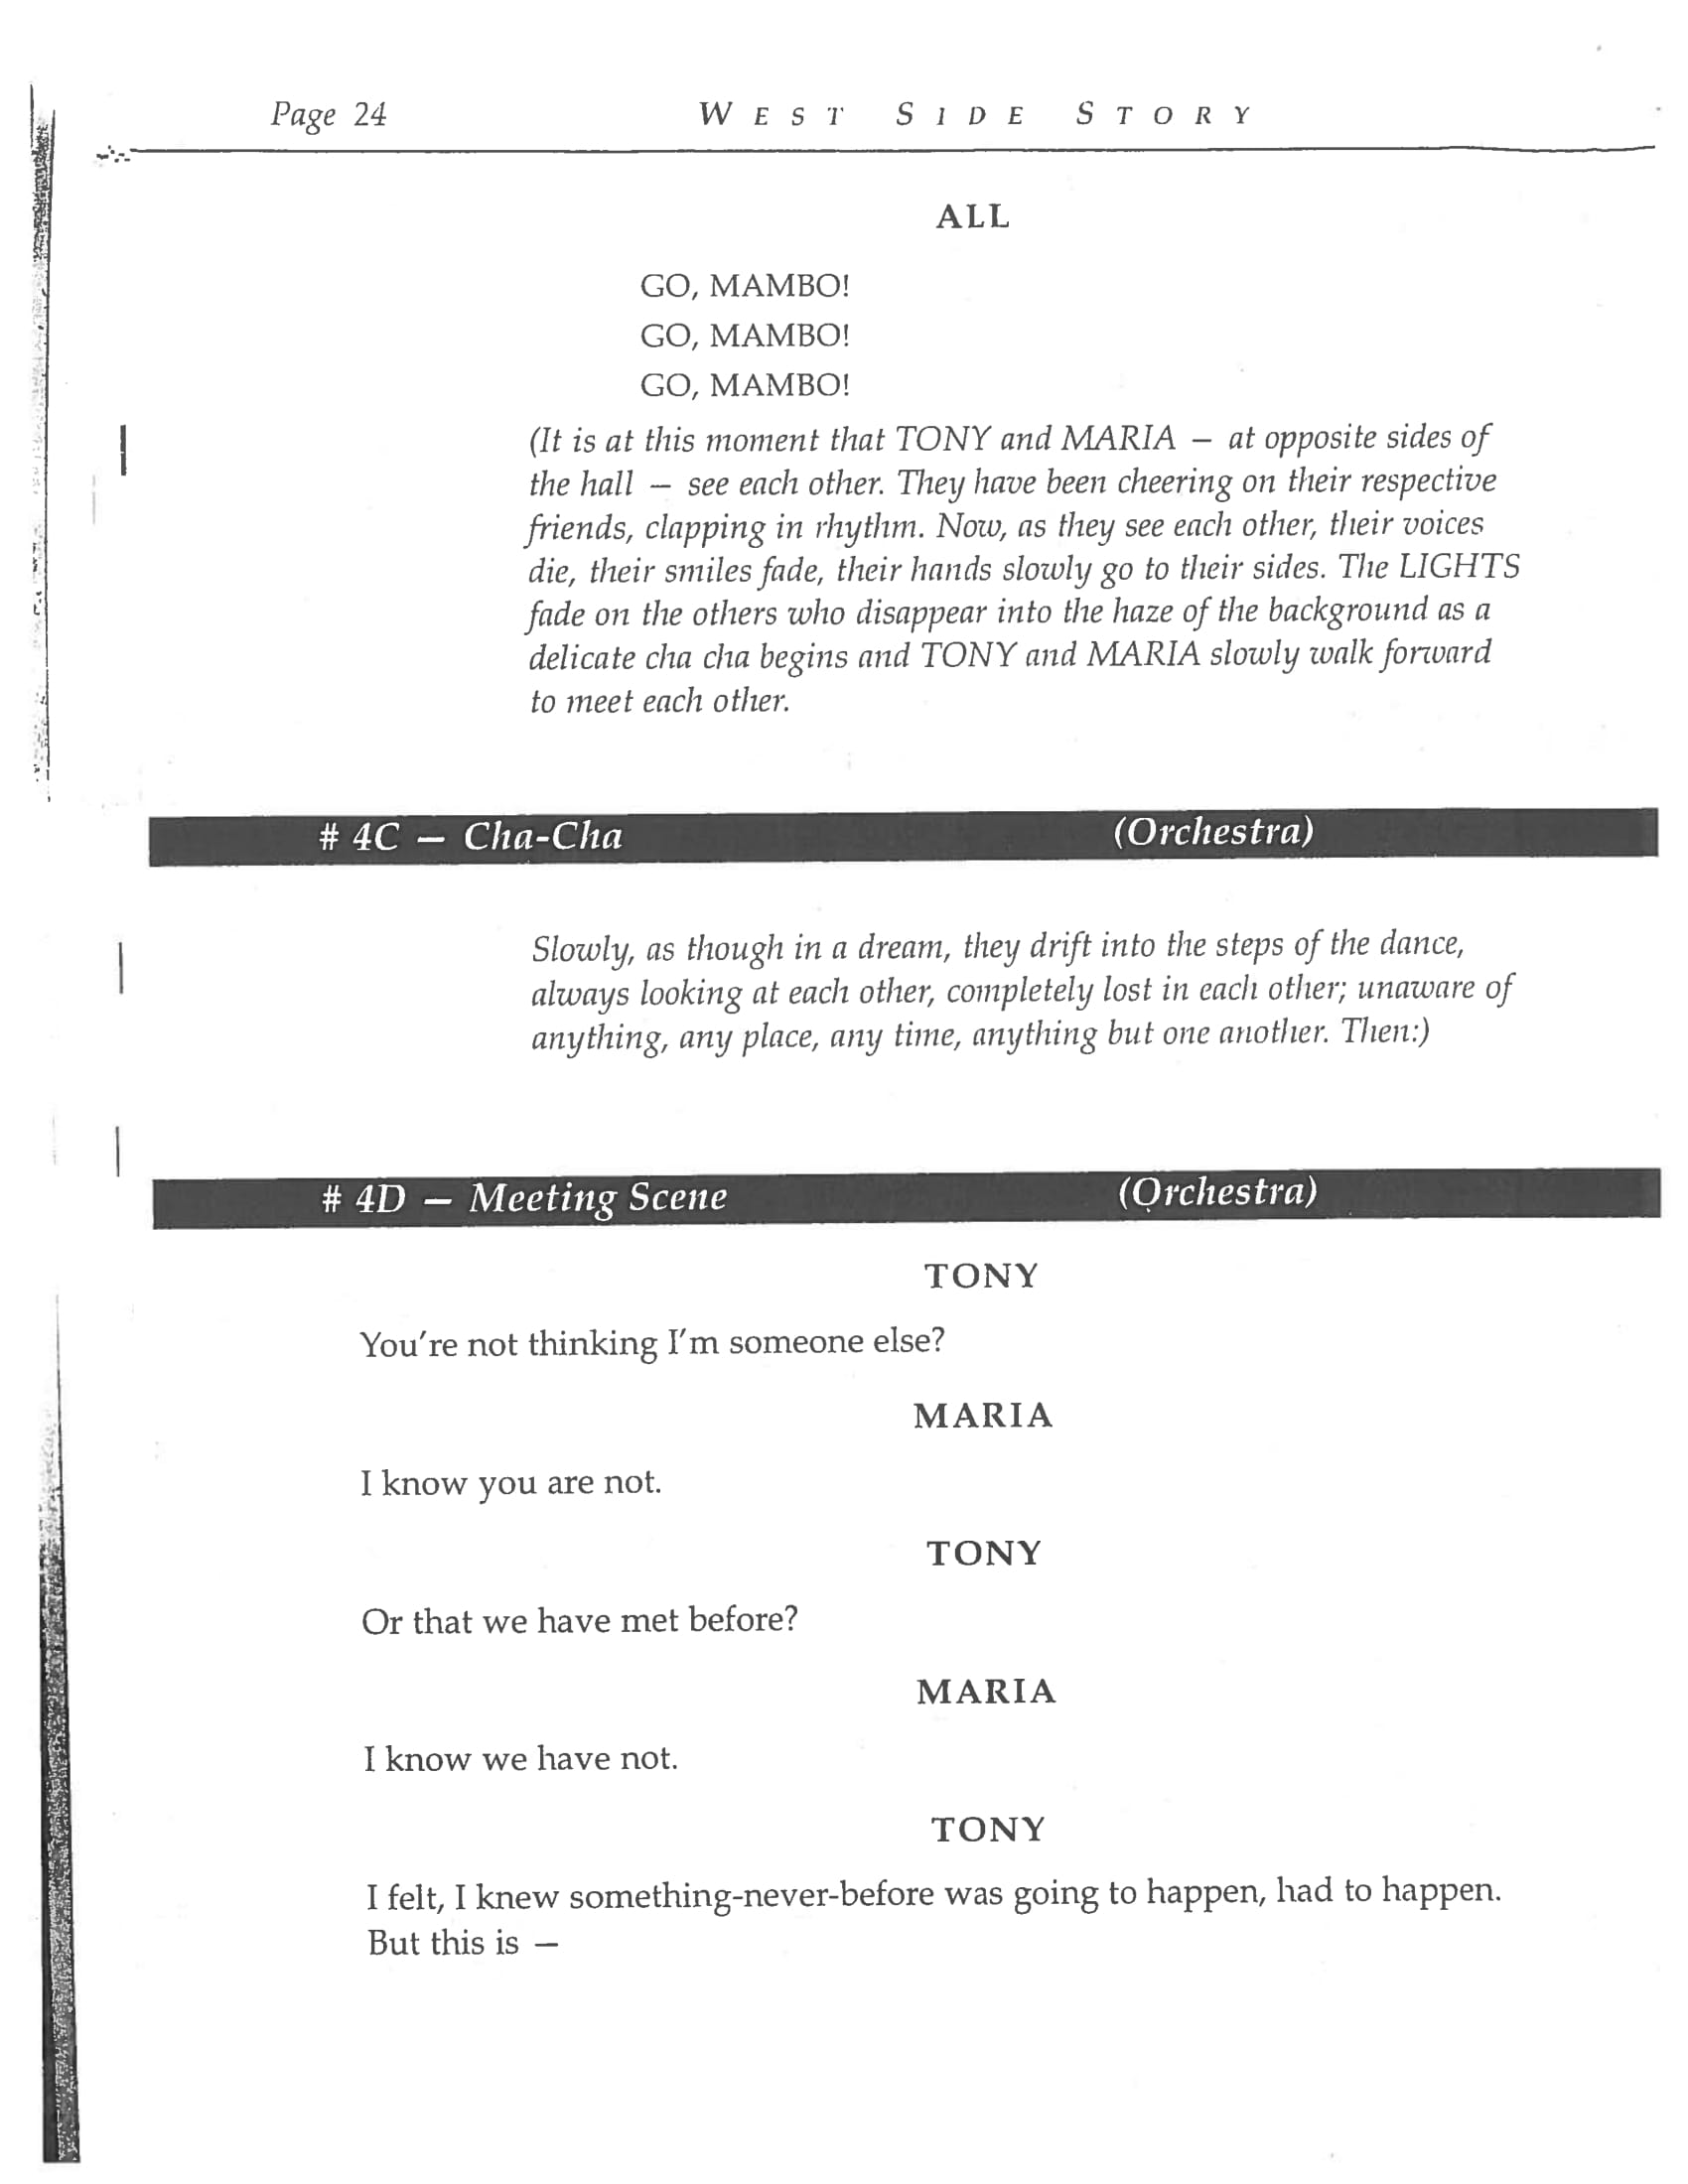 Page 24 WEST SIDE STORY
ALL
GO, MAMBO!
GO, MAMBO!
GO, MAMBO!
(It is at this moment that TONY and MARIA — at opposite sides of
the hall — see each other. They have been cheering on their respective
friends, clapping in rhythm. Now, as they see each other, their voices
die, their smiles fade, their hands slowly go to their sides. The LIGHTS
fade on the others who disappear into the haze of the background as a
delicate cha cha begins and TONY and MARIA slowly walk forward
to meet each other.
# 4C — Cha-Cha (Orchestra)
Slowly, as though in a dream, they drift into the steps of the dance,
always looking at each other, completely lost in each other; unaware of
anything, any place, any time, anything but one another. Then:)
# 4D — Meeting Scene (Orchestra)
TONY
You're not thinking I'm someone else?
MARIA
I know you are not.
TONY
Or that we have met before?
MARIA
I know we have not.
TONY
I felt, I knew something-never-before was going to happen, had to happen.
But this is —